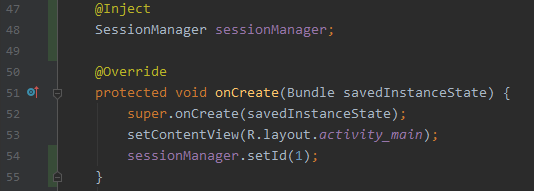 47 @Inject
48 SessionManager sessionManager;
49
50 @Override
51 protected void onCreate(Bundle savedInstanceState) {
52 super.onCreate(savedInstanceState);
53 setContentView(R.layout.activity_main);
54 sessionManager.setId(1);
55 }